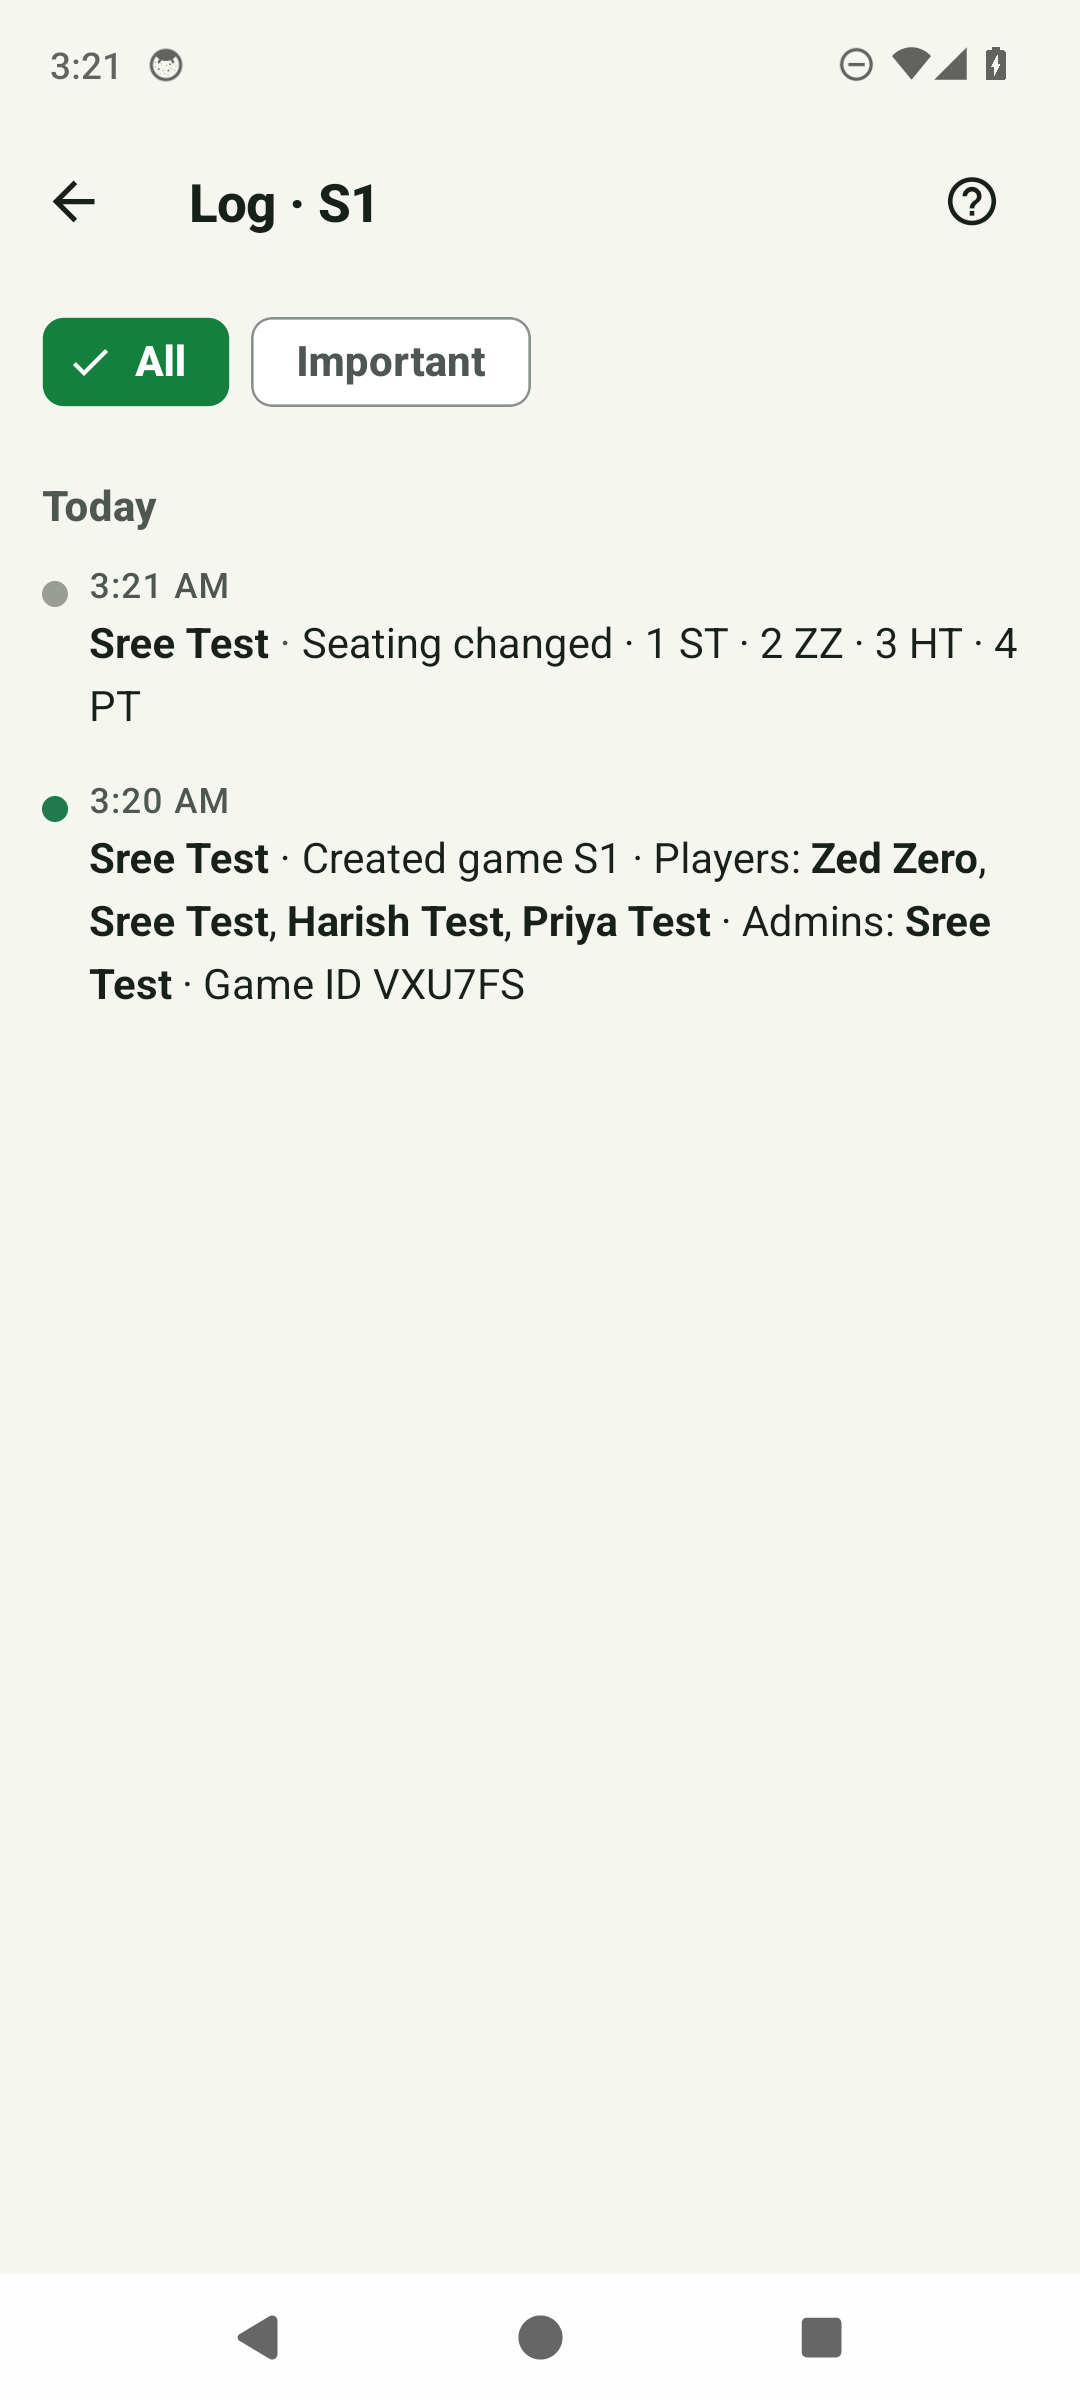 3:21
Log · S1
All
Important
Today
3:21 AM
Sree Test · Seating changed · 1 ST · 2 ZZ · 3 HT · 4
PT
3:20 AM
Sree Test · Created game S1 · Players: Zed Zero,
Sree Test, Harish Test, Priya Test · Admins: Sree
Test · Game ID VXU7FS